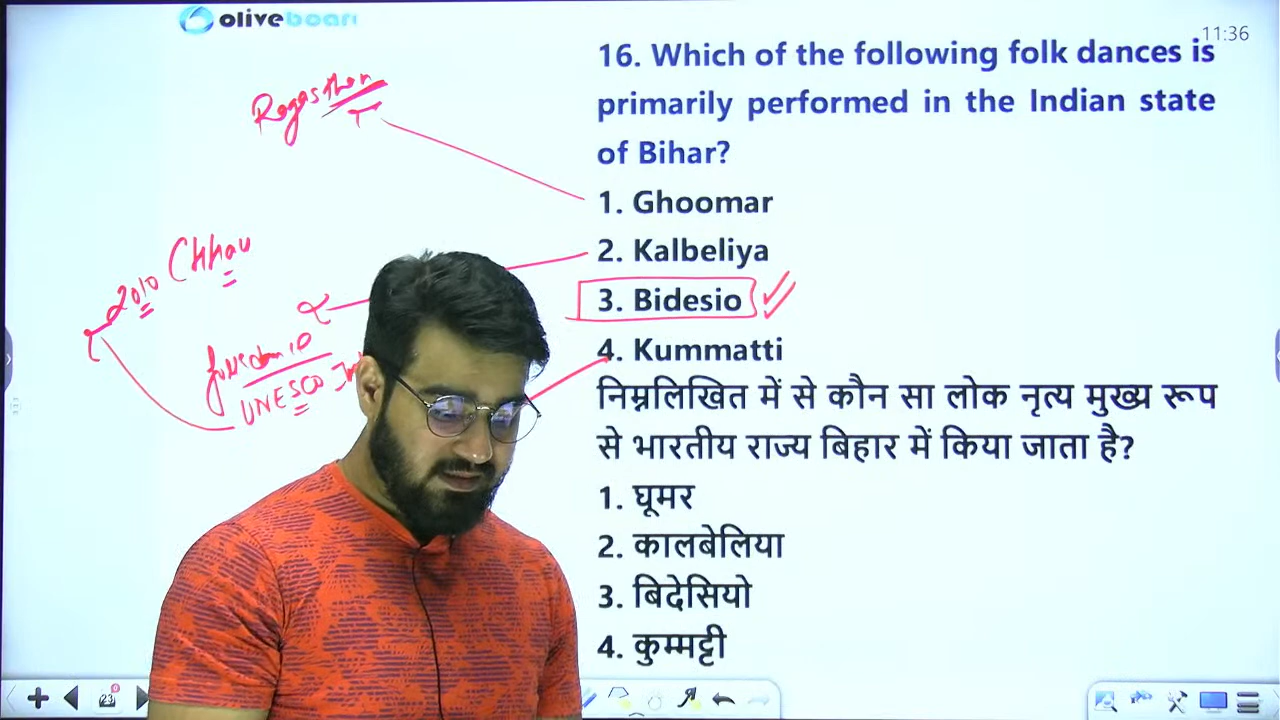 oliveboard
11:36
16. Which of the following folk dances is
primarily performed in the Indian state
of Bihar?
1. Ghoomar
2. Kalbeliya
3. Bidesio
4. Kummatti
निम्नलिखित में से कौन सा लोक नृत्य मुख्य रूप
से भारतीय राज्य बिहार में किया जाता है?
1. घूमर
2. कालबेलिया
3. बिदेसियो
4. कुम्मट्टी
Rajasthan
Chhau
2010
UNESCO
23